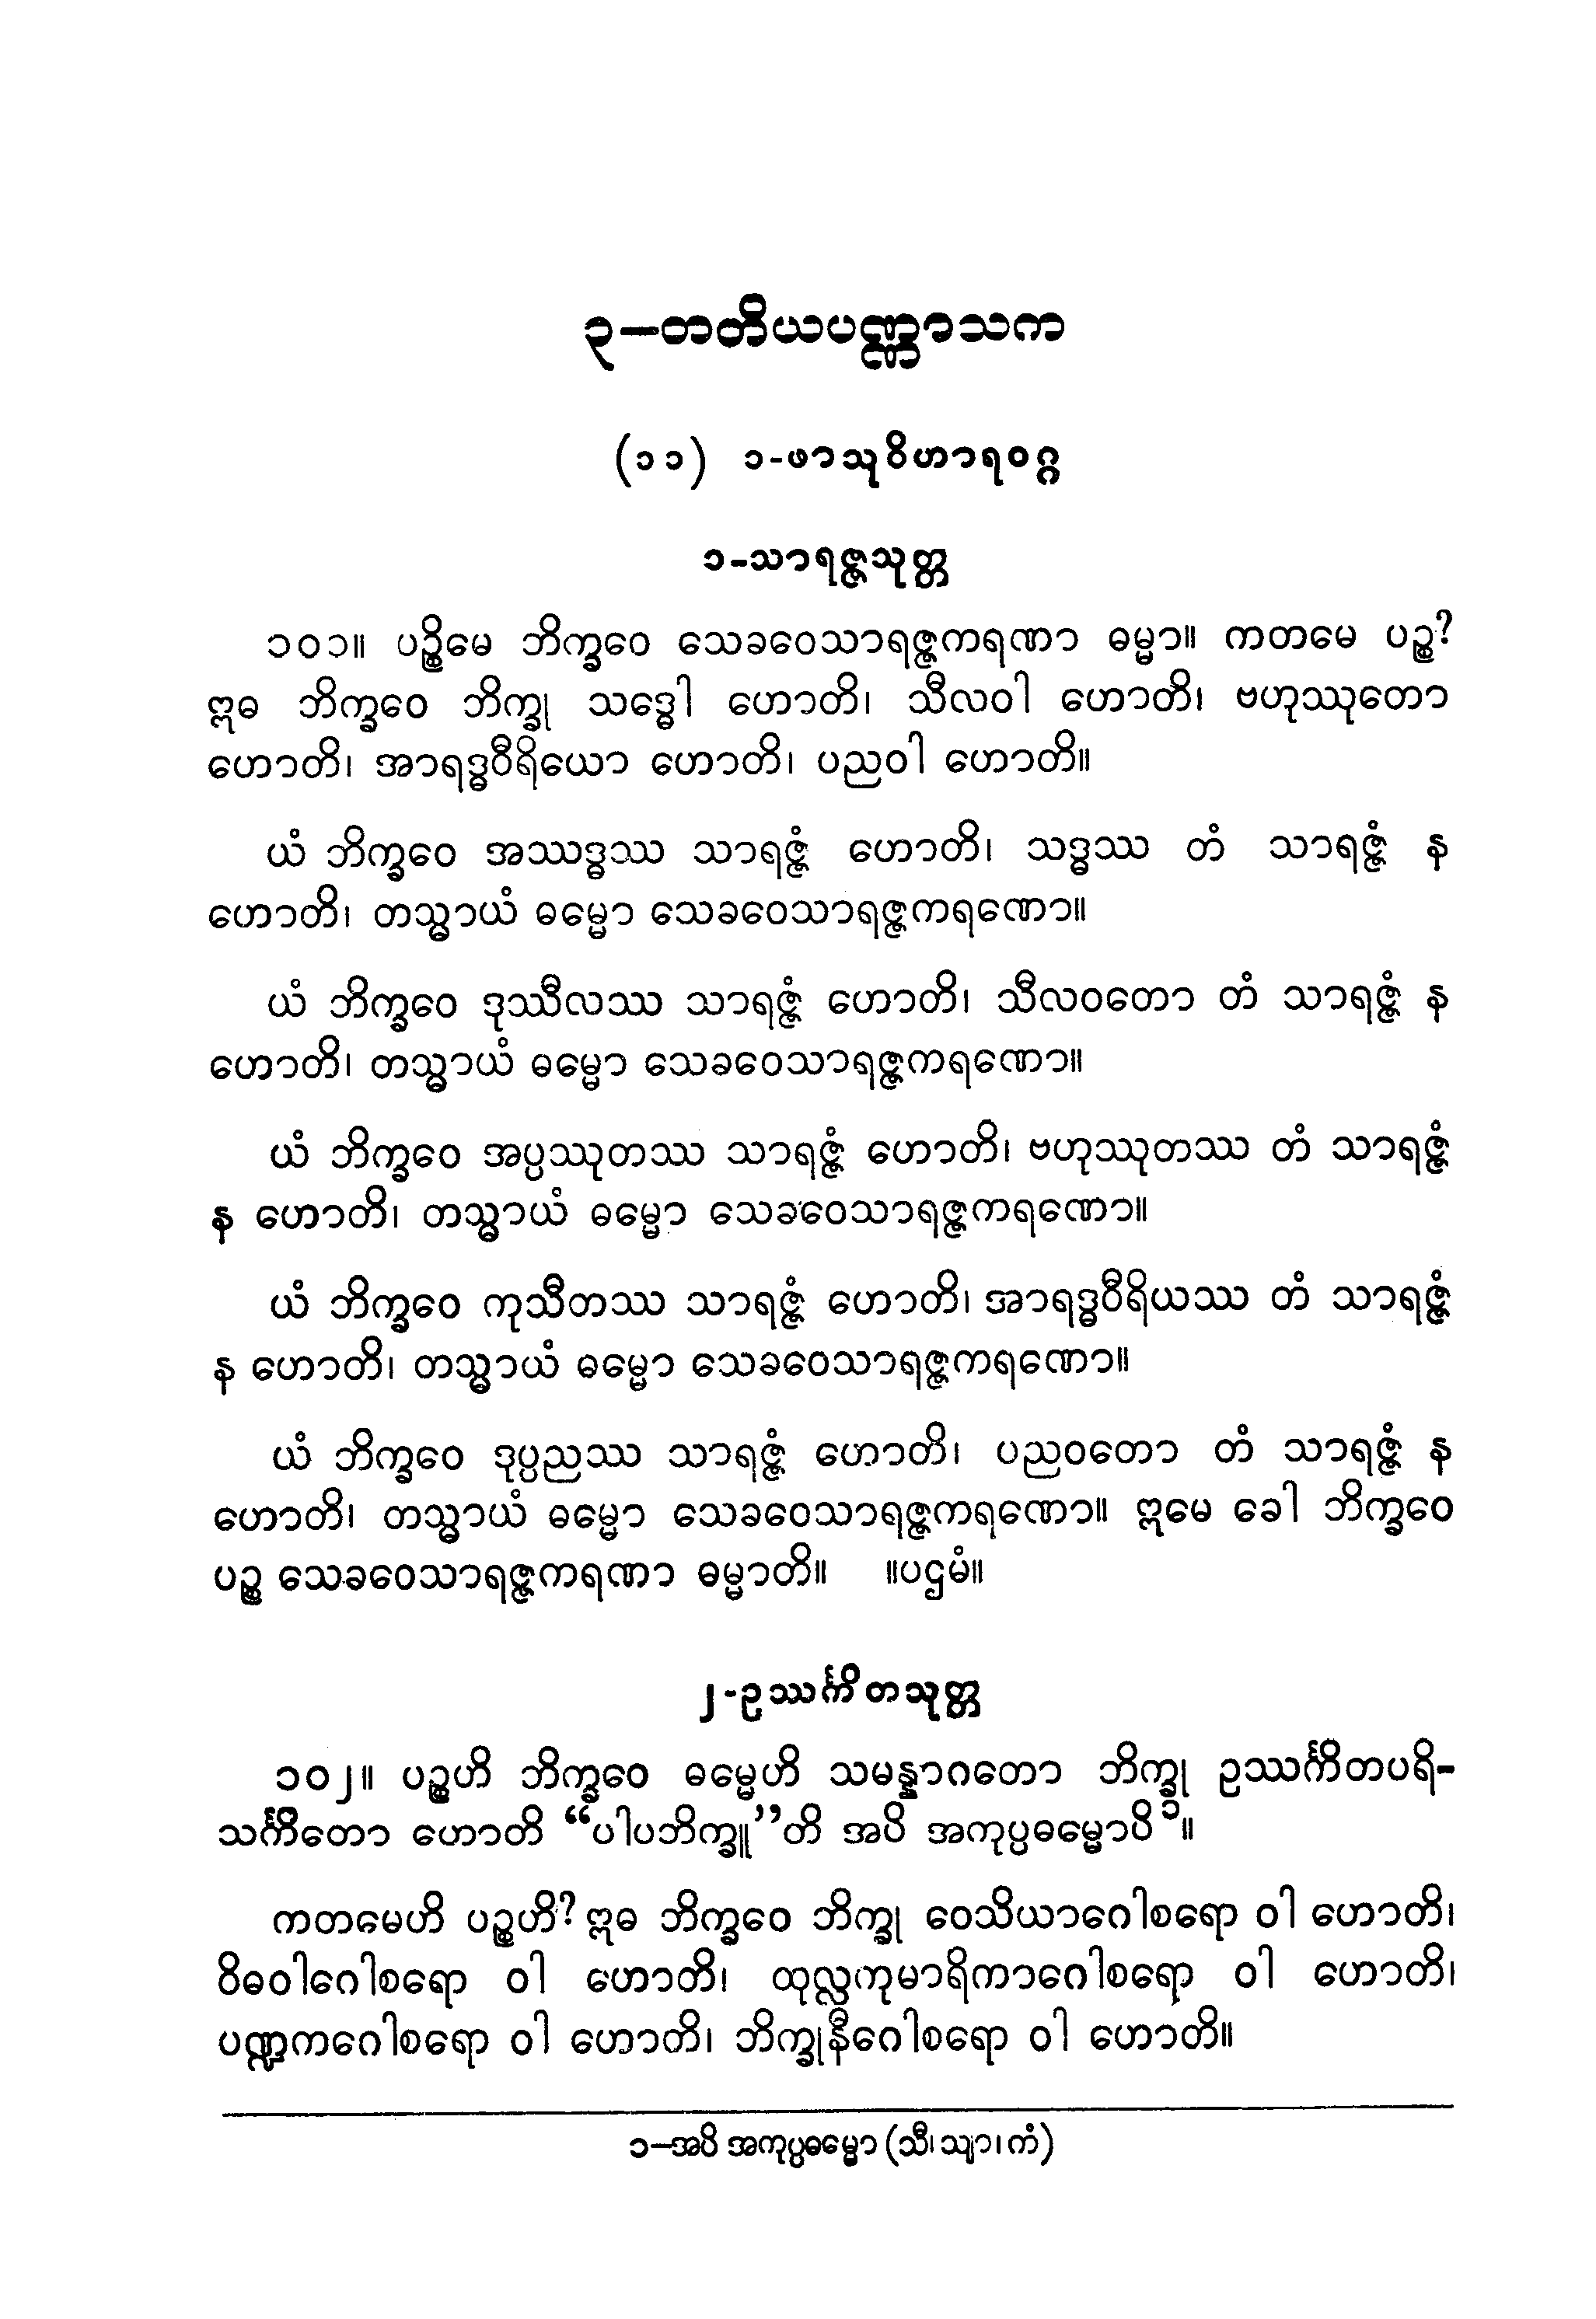 ၃—တတိယပဏ္ဏာသက
(၁၁) ၁-ဖာသုဝိဟာရဝဂ္ဂ
၁-သာရဇ္ဇသုတ္တ
၁၀၁။ ပဉ္စိမေ ဘိက္ခဝေ သေခဝေသာရဇ္ဇကရဏာ ဓမ္မာ။ ကတမေ ပဉ္စ?
ဣဓ ဘိက္ခဝေ ဘိက္ခု သဒ္ဓေါ ဟောတိ၊ သီလဝါ ဟောတိ၊ ဗဟုဿုတော
ဟောတိ၊ အာရဒ္ဓဝီရိယော ဟောတိ၊ ပညဝါ ဟောတိ။
ယံ ဘိက္ခဝေ အဿဒ္ဓဿ သာရဇ္ဇံ ဟောတိ၊ သဒ္ဓဿ တံ သာရဇ္ဇံ န
ဟောတိ၊ တသ္မာယံ ဓမ္မော သေခဝေသာရဇ္ဇကရဏော။
ယံ ဘိက္ခဝေ ဒုဿီလဿ သာရဇ္ဇံ ဟောတိ၊ သီလဝတော တံ သာရဇ္ဇံ န
ဟောတိ၊ တသ္မာယံ ဓမ္မော သေခဝေသာရဇ္ဇကရဏော။
ယံ ဘိက္ခဝေ အပ္ပဿုတဿ သာရဇ္ဇံ ဟောတိ၊ ဗဟုဿုတဿ တံ သာရဇ္ဇံ
န ဟောတိ၊ တသ္မာယံ ဓမ္မော သေခဝေသာရဇ္ဇကရဏော။
ယံ ဘိက္ခဝေ ကုသီတဿ သာရဇ္ဇံ ဟောတိ၊ အာရဒ္ဓဝီရိယဿ တံ သာရဇ္ဇံ
န ဟောတိ၊ တသ္မာယံ ဓမ္မော သေခဝေသာရဇ္ဇကရဏော။
ယံ ဘိက္ခဝေ ဒုပ္ပညဿ သာရဇ္ဇံ ဟောတိ၊ ပညဝတော တံ သာရဇ္ဇံ န
ဟောတိ၊ တသ္မာယံ ဓမ္မော သေခဝေသာရဇ္ဇကရဏော။ ဣမေ ခေါ ဘိက္ခဝေ
ပဉ္စ သေခဝေသာရဇ္ဇကရဏာ ဓမ္မာတိ။ ။ပဌမံ။
၂-ဥဿင်္ကိတသုတ္တ
၁၀၂။ ပဉ္စဟိ ဘိက္ခဝေ ဓမ္မေဟိ သမန္နာဂတော ဘိက္ခု ဥဿင်္ကိတပရိ-
သင်္ကိတော ဟောတိ “ပါပဘိက္ခူ”တိ အပိ အကုပ္ပဓမ္မောပိ၁။
ကတမေဟိ ပဉ္စဟိ? ဣဓ ဘိက္ခဝေ ဘိက္ခု ဝေသိယာဂေါစရော ဝါ ဟောတိ၊
ဝိဓဝါဂေါစရော ဝါ ဟောတိ၊ ထုလ္လကုမာရိကာဂေါစရော ဝါ ဟောတိ၊
ပဏ္ဍကဂေါစရော ဝါ ဟောတိ၊ ဘိက္ခုနီဂေါစရော ဝါ ဟောတိ။
၁—အပိ အကုပ္ပဓမ္မော (သီ၊ သျာ၊ ကံ)